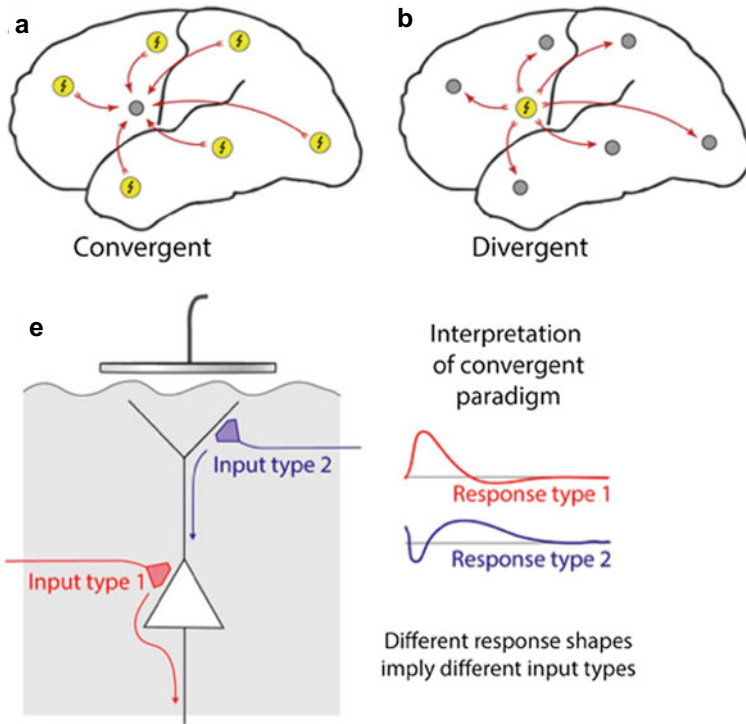 a
b
Convergent
Divergent
e
Input type 2
Input type 1
Interpretation
of convergent
paradigm
Response type 1
Response type 2
Different response shapes
imply different input types